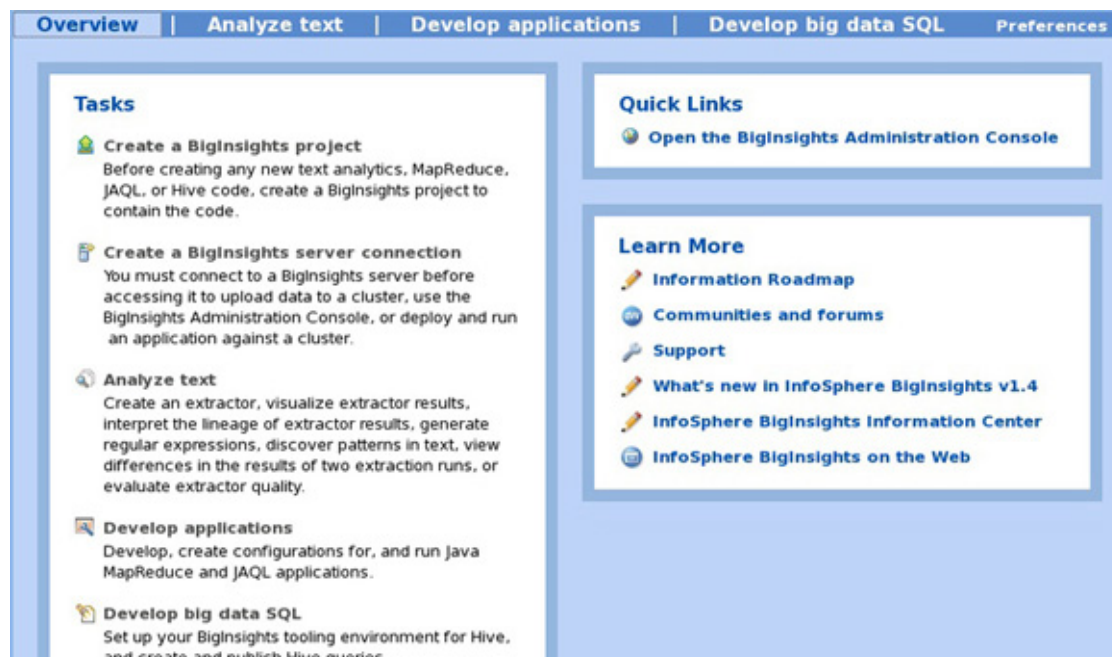 Overview | Analyze text | Develop applications | Develop big data SQL Preferences
Tasks
Create a BigInsights project
Before creating any new text analytics, MapReduce,
JAQL, or Hive code, create a BigInsights project to
contain the code.
Create a BigInsights server connection
You must connect to a BigInsights server before
accessing it to upload data to a cluster, use the
BigInsights Administration Console, or deploy and run
an application against a cluster.
Analyze text
Create an extractor, visualize extractor results,
interpret the lineage of extractor results, generate
regular expressions, discover patterns in text, view
differences in the results of two extraction runs, or
evaluate extractor quality.
Develop applications
Develop, create configurations for, and run Java
MapReduce and JAQL applications.
Develop big data SQL
Set up your BigInsights tooling environment for Hive,
and create and publish Hive queries
Quick Links
Open the BigInsights Administration Console
Learn More
Information Roadmap
Communities and forums
Support
What's new in InfoSphere BigInsights v1.4
InfoSphere BigInsights Information Center
InfoSphere BigInsights on the Web